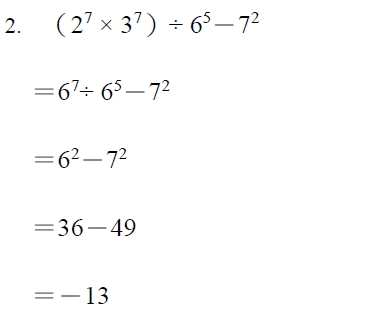 2. (2⁷ × 3⁷) ÷ 6⁵－7²
＝6⁷÷ 6⁵－7²
＝6²－7²
＝36－49
＝－13